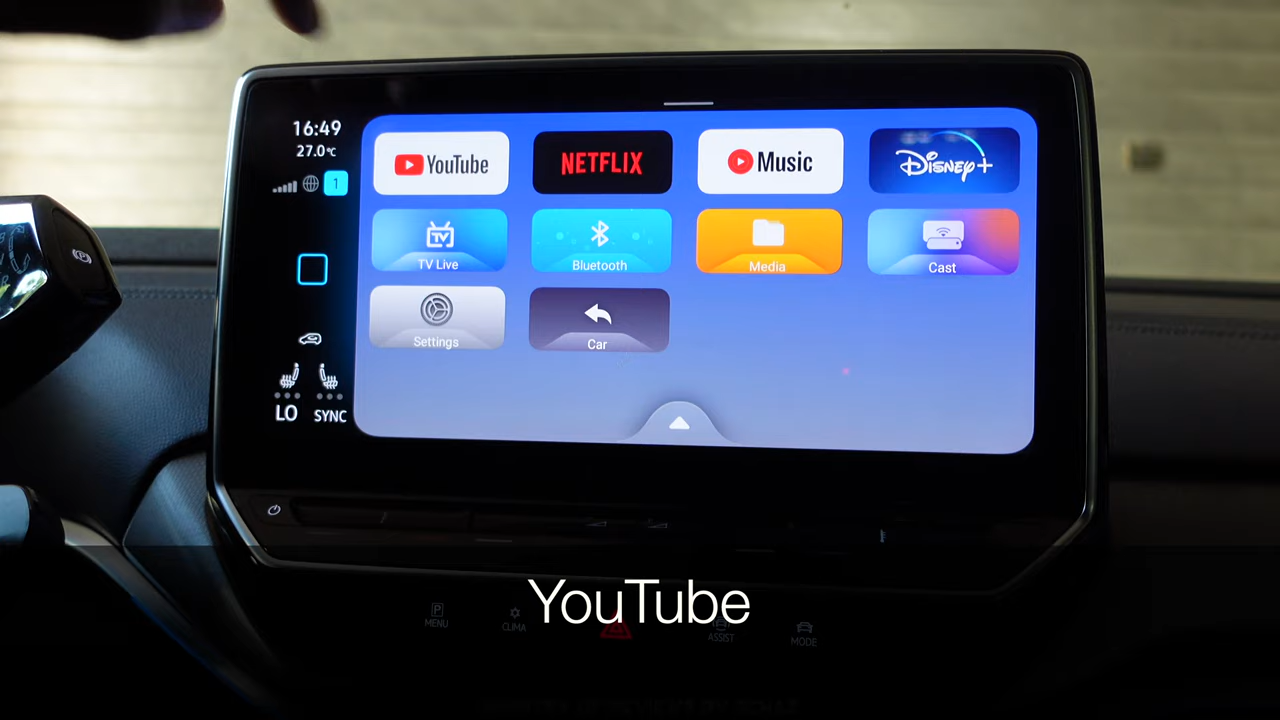 16:49
27.0°C
1
LO SYNC
YouTube NETFLIX Music Disney+
TV
TV Live Bluetooth Media Cast
Settings Car
YouTube
P
MENU CLIMA ASSIST MODE